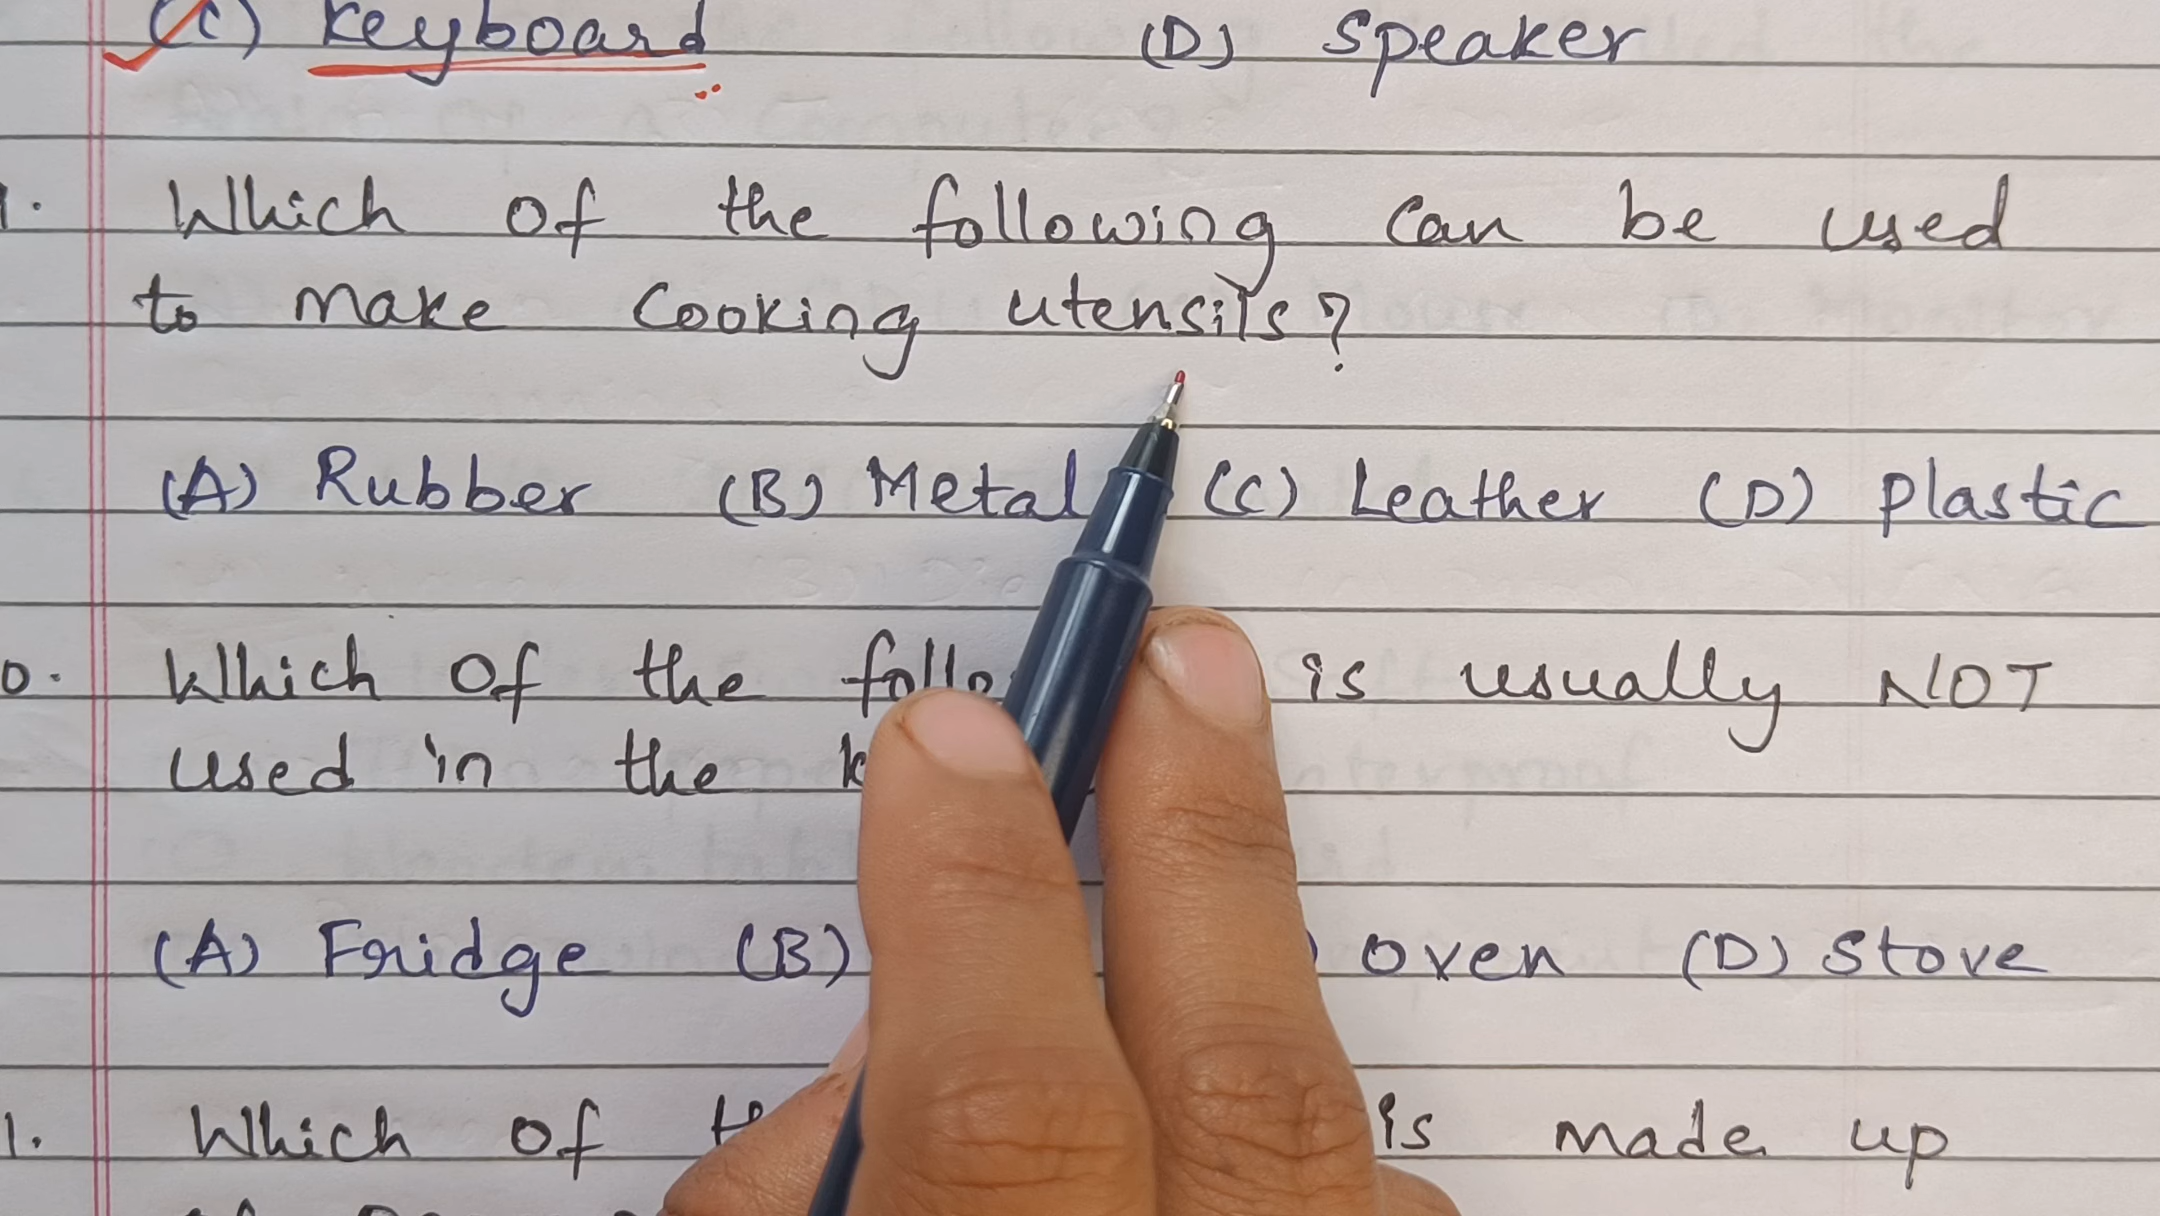 (C) Keyboard (D) Speaker
Which of the following can be used
to make cooking utensils?
(A) Rubber (B) Metal (C) Leather (D) plastic
0. Which of the is usually NOT
used in the
(A) Fridge (B) oven (D) Stove
1. Which of is made up